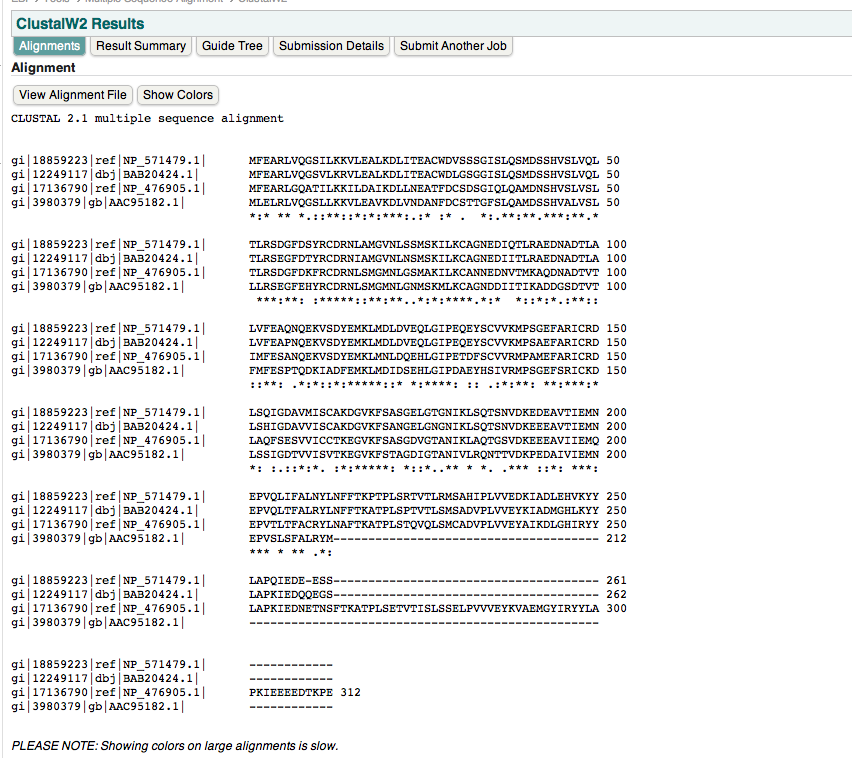 ClustalW2 Results
Alignments Result Summary Guide Tree Submission Details Submit Another Job
Alignment
View Alignment File Show Colors
CLUSTAL 2.1 multiple sequence alignment
gi|18859223|ref|NP_571479.1| MFEARLVQGSILKKVLEALKDLITEACWDVSSSGISLQSMDSSHVSLVQL 50
gi|12249117|dbj|BAB20424.1| MFEARLVQGSVLKRVLEALKDLITEACWDLGSGGISLQSMDSSHVSLVQL 50
gi|17136790|ref|NP_476905.1| MFEARLGQATILKKILDAIKDLLNEATFDCSDSGIQLQAMDNSHVSLVSL 50
gi|3980379|gb|AAC95182.1| MLELRLVQGSLLKKVLEAVKDLVNDANFDCSTTGFSLQAMDSSHVALVSL 50
*:* ** *.::**::*:*:***:.:* :* . *:.**:**.***:**.*
gi|18859223|ref|NP_571479.1| TLRSDGFDSYRCDRNLAMGVNLSSMSKILKCAGNEDIQTLRAEDNADTLA 100
gi|12249117|dbj|BAB20424.1| TLRSEGFDTYRCDRNIAMGVNLNSMSKILKCAGNEDIITLRAEDNADTLA 100
gi|17136790|ref|NP_476905.1| TLRSDGFDKFRCDRNLSMGMNLGSMAKILKCANNEDNVTMKAQDNADTVT 100
gi|3980379|gb|AAC95182.1| LLRSEGFEHYRCDRNLSMGMNLGNMSKMLKCAGNDDIITIKADDGSDTVT 100
***:**: :*****::**:**..*:*:****.*:* *::*:*.:**::
gi|18859223|ref|NP_571479.1| LVFEAQNQEKVSDYEMKLMDLDVEQLGIPEQEYSCVVKMPSGEFARICRD 150
gi|12249117|dbj|BAB20424.1| LVFEAPNQEKVSDYEMKLMDLDVEQLGIPEQEYSCVVKMPSAEFARICRD 150
gi|17136790|ref|NP_476905.1| IMFESANQEKVSDYEMKLMNLDQEHLGIPETDFSCVVRMPAMEFARICRD 150
gi|3980379|gb|AAC95182.1| FMFESPTQDKIADFEMKLMDIDSEHLGIPDAEYHSIVRMPSGEFSRICKD 150
::**: .*:*::*:*****::* *:****: :: .:*:**: **:***:*
gi|18859223|ref|NP_571479.1| LSQIGDAVMISCAKDGVKFSASGELGTGNIKLSQTSNVDKEDEAVTIEMN 200
gi|12249117|dbj|BAB20424.1| LSHIGDAVVISCAKDGVKFSANGELGNGNIKLSQTSNVDKEEEAVTIEMN 200
gi|17136790|ref|NP_476905.1| LAQFSESVVICCTKEGVKFSASGDVGTANIKLAQTGSVDKEEEAVIIEMQ 200
gi|3980379|gb|AAC95182.1| LSSIGDTVVISVTKEGVKFSTAGDIGTANIVLRQNTTVDKPEDAIVIEMN 200
*: :.::*:*. :*:*****: *::*..** * *. .*** ::*: ***:
gi|18859223|ref|NP_571479.1| EPVQLIFALNYLNFFTKPTPLSRTVTLRMSAHIPLVVEDKIADLEHVKYY 250
gi|12249117|dbj|BAB20424.1| EPVQLTFALRYLNFFTKATPLSPTVTLSMSADVPLVVEYKIADMGHLKYY 250
gi|17136790|ref|NP_476905.1| EPVTLTFACRYLNAFTKATPLSTQVQLSMCADVPLVVEYAIKDLGHIRYY 250
gi|3980379|gb|AAC95182.1| EPVSLSFALRYM-------------------------------------- 212
*** * ** .*:
gi|18859223|ref|NP_571479.1| LAPQIEDE-ESS-------------------------------------- 261
gi|12249117|dbj|BAB20424.1| LAPKIEDQQEGS-------------------------------------- 262
gi|17136790|ref|NP_476905.1| LAPKIEDNETNSFTKATPLSETVTISLSSELPVVVEYKVAEMGYIRYYLA 300
gi|3980379|gb|AAC95182.1| --------------------------------------------------
gi|18859223|ref|NP_571479.1| ------------
gi|12249117|dbj|BAB20424.1| ------------
gi|17136790|ref|NP_476905.1| PKIEEEEDTKPE 312
gi|3980379|gb|AAC95182.1| ------------
PLEASE NOTE: Showing colors on large alignments is slow.